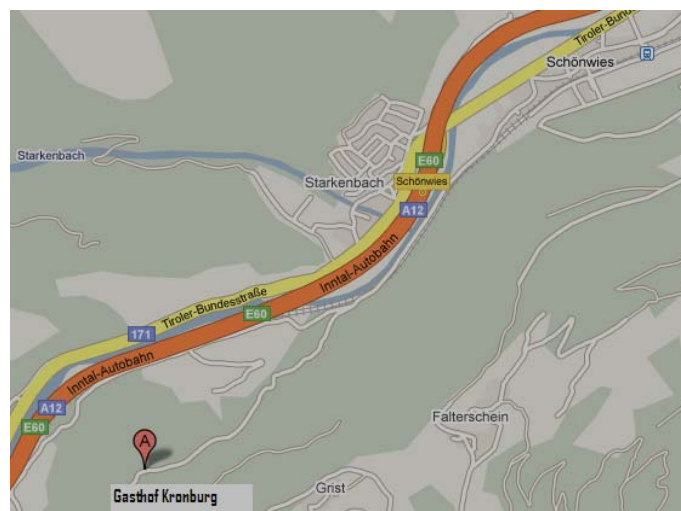 Tiroler-Bundes
Schönwies
E60
Starkenbach
Starkenbach
Schönwies
A12
Inntal-Autobahn
Tiroler-Bundesstraße
E60
171
Inntal-Autobahn
A12
E60
Falterschein
A
Grist
Gasthof Kronburg